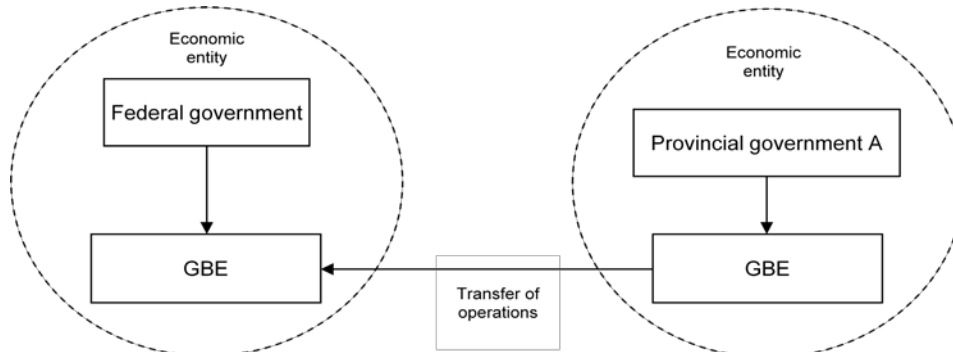 Economic
entity
Federal government
GBE
Transfer of
operations
Economic
entity
Provincial government A
GBE